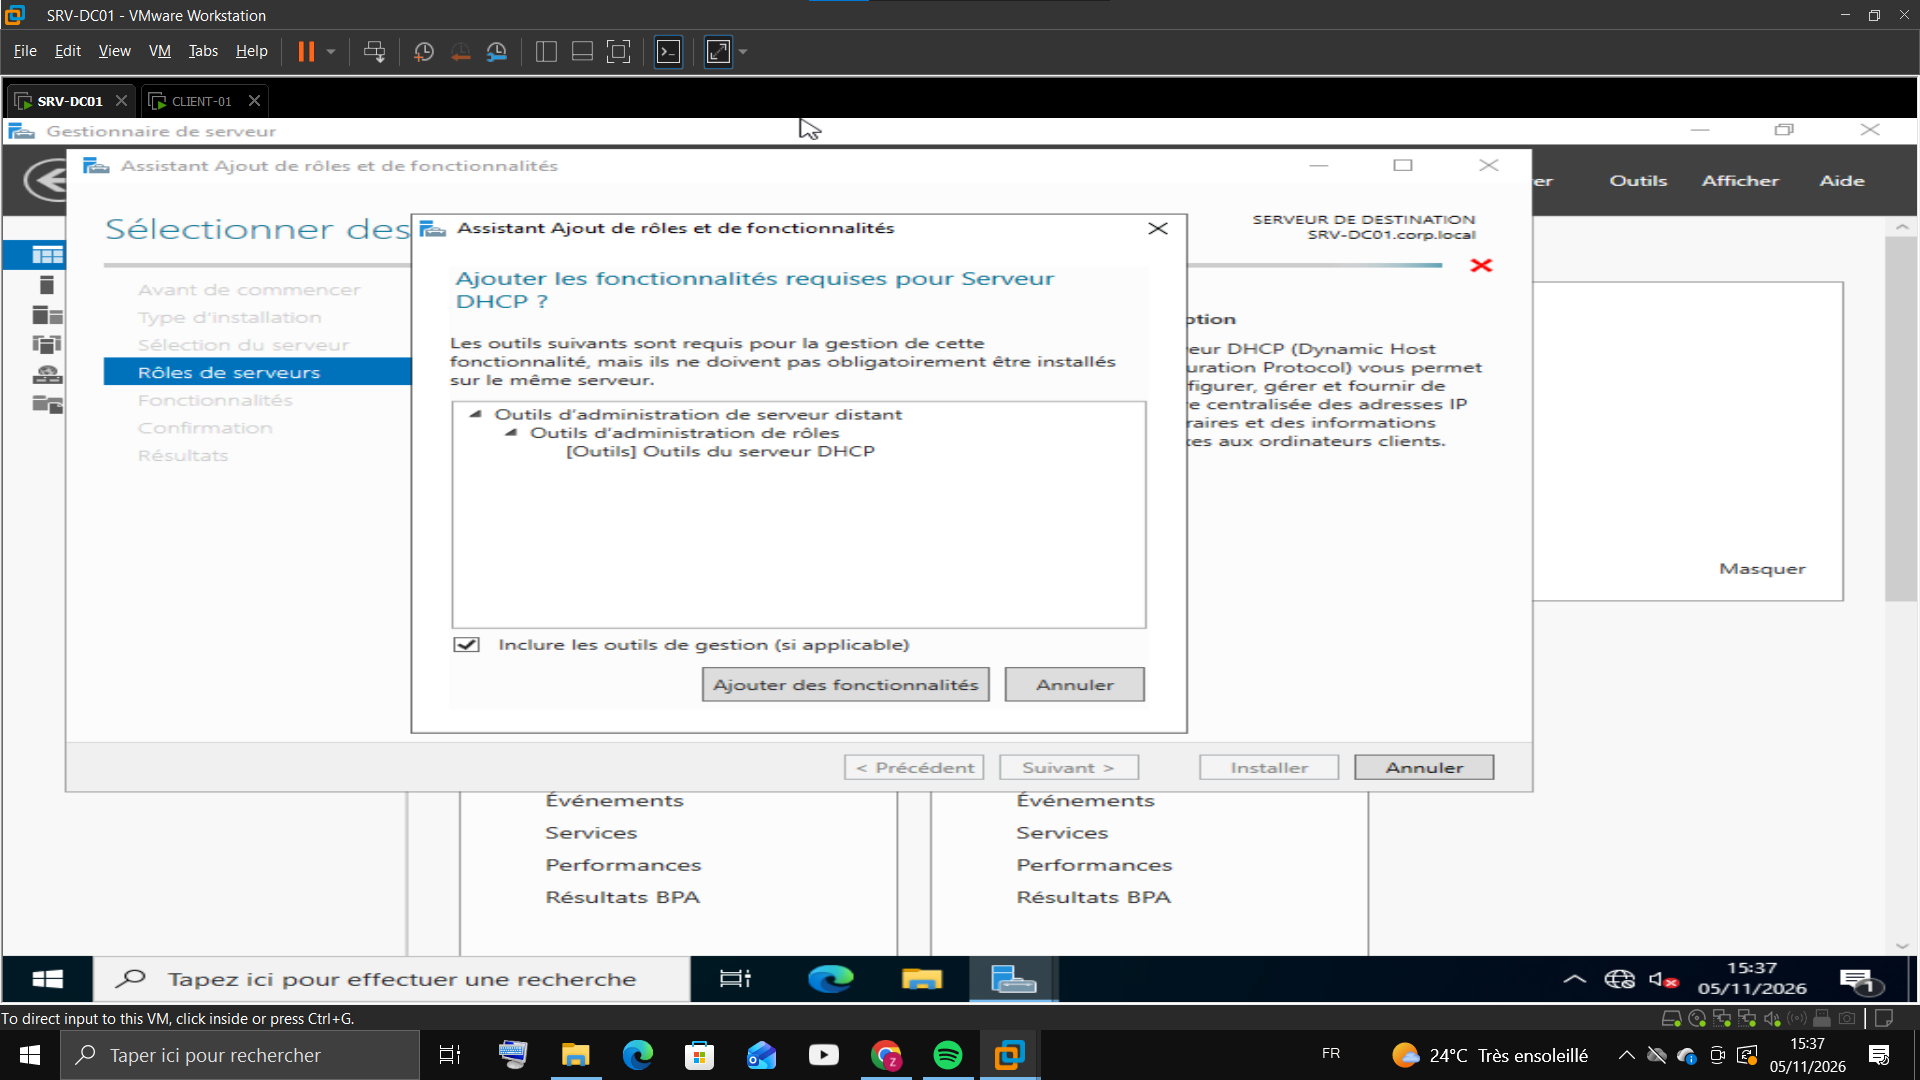 SRV-DC01 - VMware Workstation
File Edit View VM Tabs Help
SRV-DC01 CLIENT-01
Gestionnaire de serveur
Assistant Ajout de rôles et de fonctionnalités
er Outils Afficher Aide
Sélectionner des
SERVEUR DE DESTINATION
SRV-DC01.corp.local
Avant de commencer
Type d'installation
Sélection du serveur
Rôles de serveurs
Fonctionnalités
Confirmation
Résultats
Assistant Ajout de rôles et de fonctionnalités
Ajouter les fonctionnalités requises pour Serveur
DHCP ?
Les outils suivants sont requis pour la gestion de cette
fonctionnalité, mais ils ne doivent pas obligatoirement être installés
sur le même serveur.
Outils d'administration de serveur distant
Outils d'administration de rôles
[Outils] Outils du serveur DHCP
Inclure les outils de gestion (si applicable)
Ajouter des fonctionnalités Annuler
ption
eur DHCP (Dynamic Host
uration Protocol) vous permet
figurer, gérer et fournir de
e centralisée des adresses IP
raires et des informations
es aux ordinateurs clients.
Masquer
< Précédent Suivant > Installer Annuler
Événements Événements
Services Services
Performances Performances
Résultats BPA Résultats BPA
Tapez ici pour effectuer une recherche
15:37
05/11/2026
1
To direct input to this VM, click inside or press Ctrl+G.
Taper ici pour rechercher
Z
FR
24°C Très ensoleillé
15:37
05/11/2026